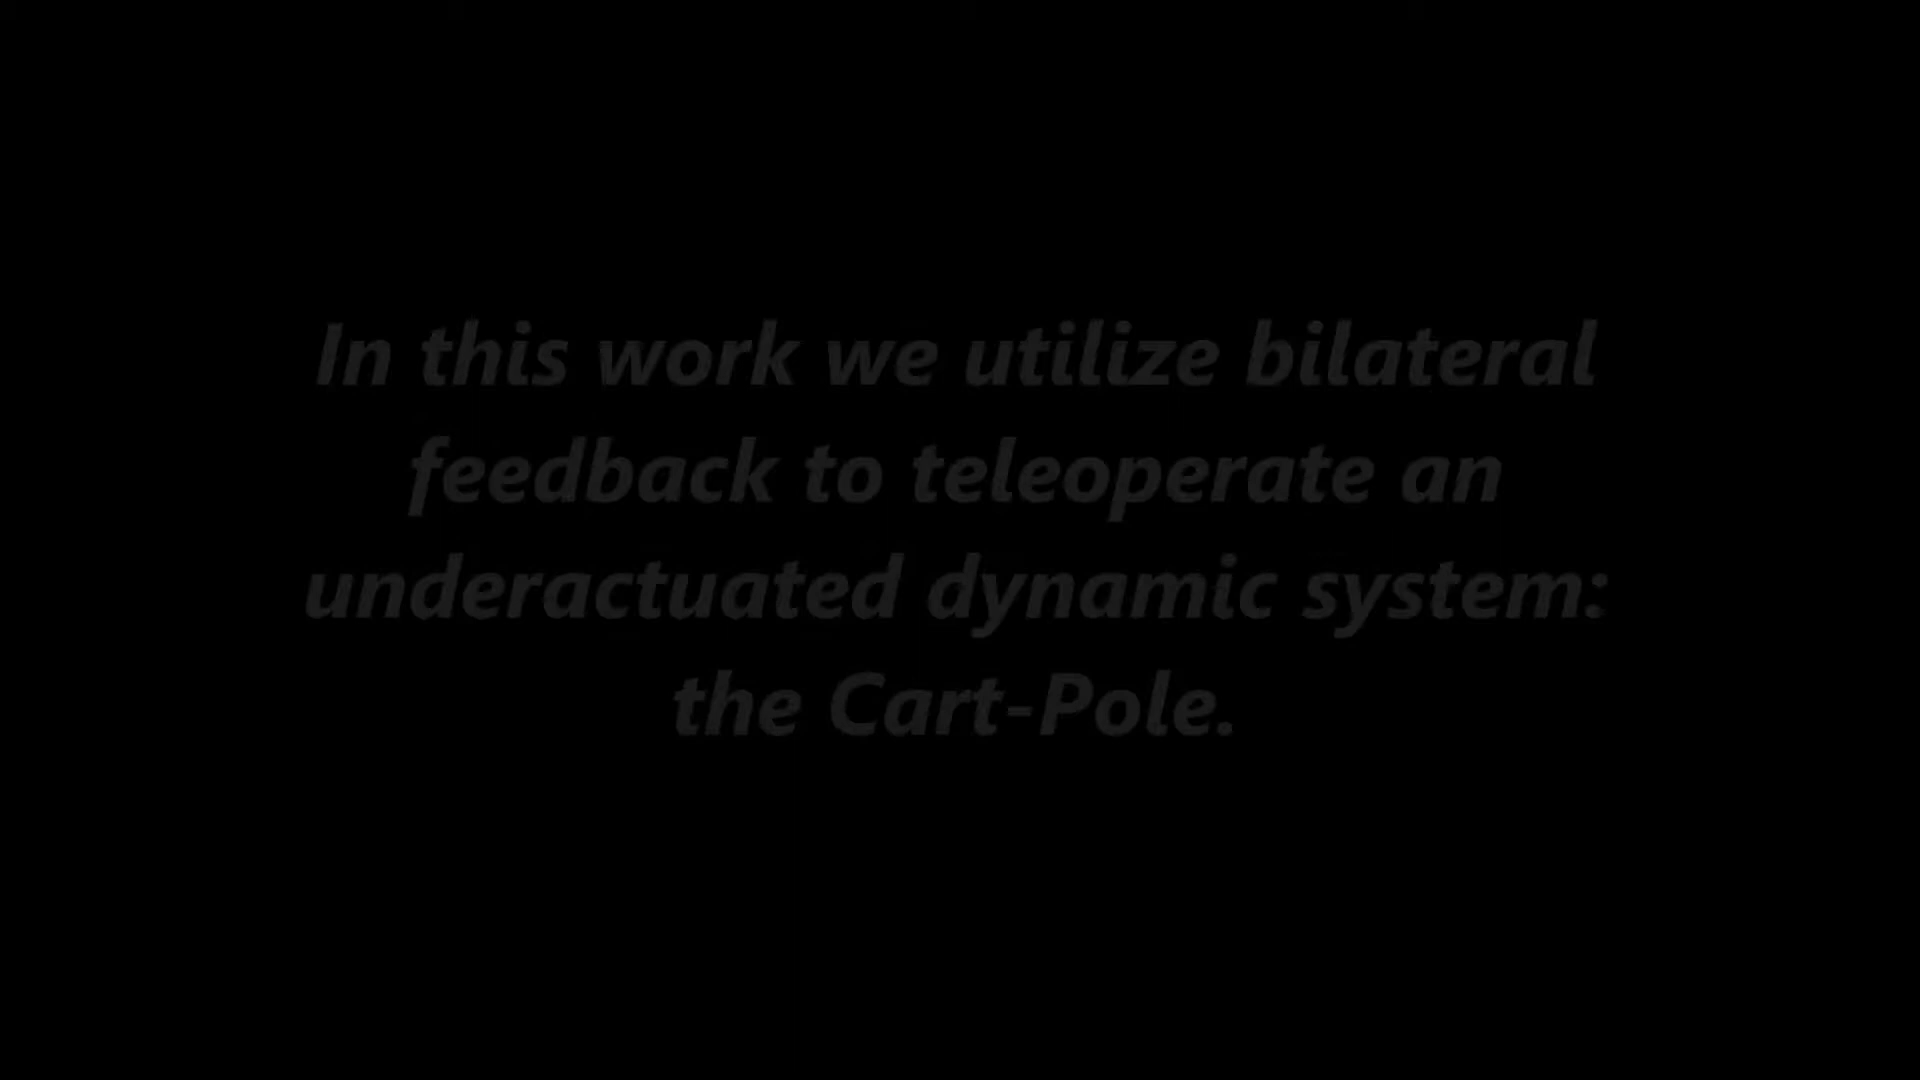 In this work we utilize bilateral
feedback to teleoperate an
underactuated dynamic system:
the Cart-Pole.